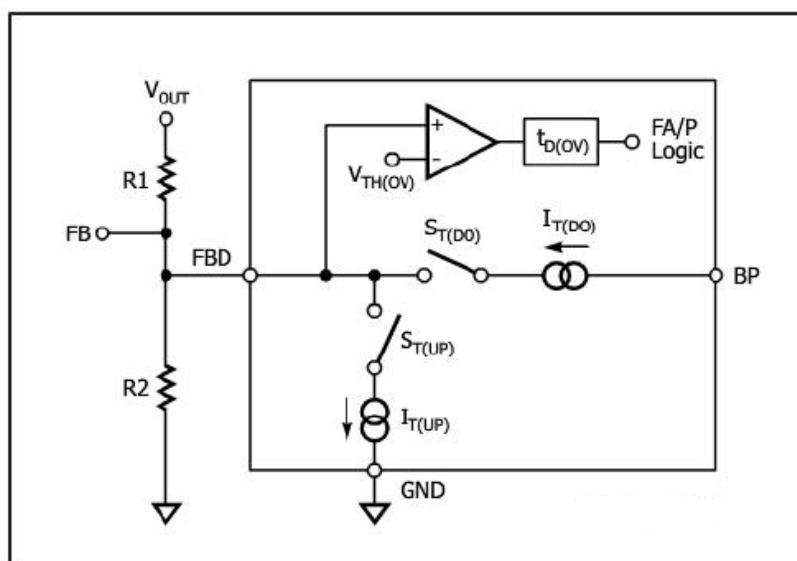 VOUT
R1
FB
FBD
R2
+
−
VTH(OV)
tD(OV)
FA/P
Logic
ST(DO)
IT(DO)
BP
ST(UP)
IT(UP)
GND